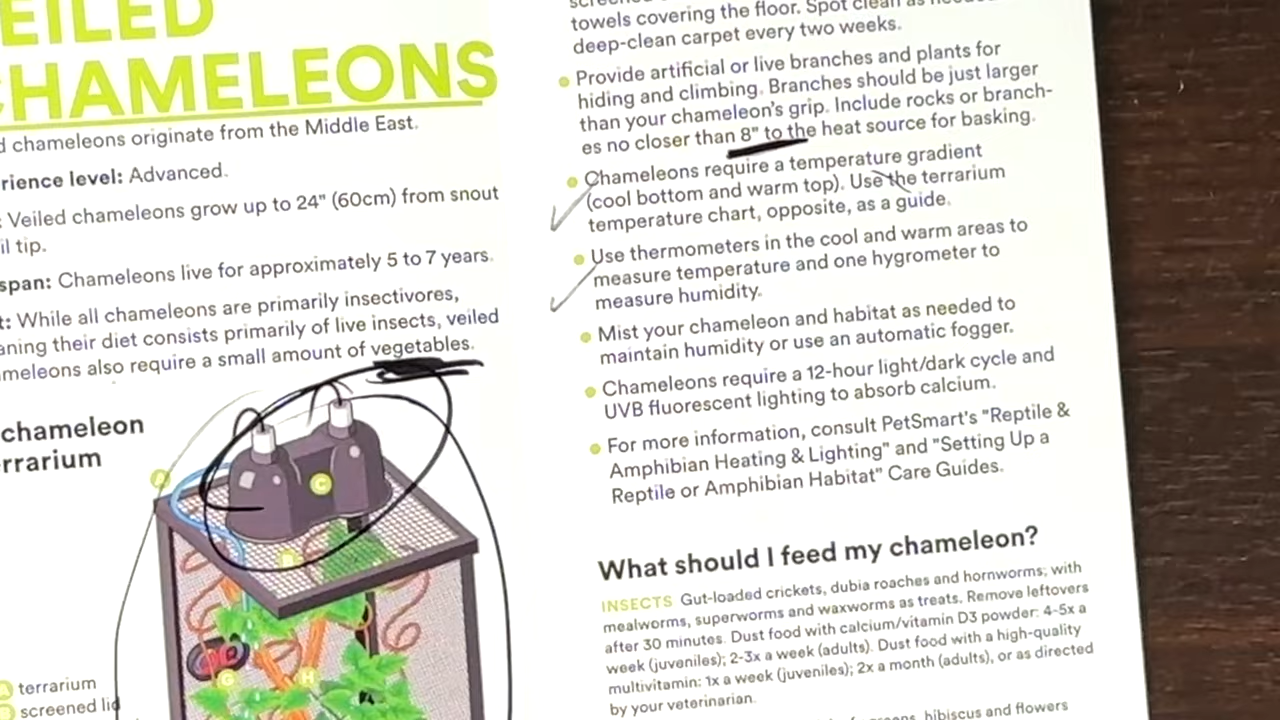 EILED
CHAMELEONS
d chameleons originate from the Middle East.
rience level: Advanced.
: Veiled chameleons grow up to 24" (60cm) from snout
il tip.
span: Chameleons live for approximately 5 to 7 years.
t: While all chameleons are primarily insectivores,
aning their diet consists primarily of live insects, veiled
ameleons also require a small amount of vegetables.
chameleon
errarium
C
G
H
terrarium
screened lid
towels covering the floor. Spot clean as needed
deep-clean carpet every two weeks.
Provide artificial or live branches and plants for
hiding and climbing. Branches should be just larger
than your chameleon's grip. Include rocks or branch-
es no closer than 8" to the heat source for basking.
Chameleons require a temperature gradient
(cool bottom and warm top). Use the terrarium
temperature chart, opposite, as a guide.
Use thermometers in the cool and warm areas to
measure temperature and one hygrometer to
measure humidity.
Mist your chameleon and habitat as needed to
maintain humidity or use an automatic fogger.
Chameleons require a 12-hour light/dark cycle and
UVB fluorescent lighting to absorb calcium.
For more information, consult PetSmart's "Reptile &
Amphibian Heating & Lighting" and "Setting Up a
Reptile or Amphibian Habitat" Care Guides.
What should I feed my chameleon?
INSECTS Gut-loaded crickets, dubia roaches and hornworms; with
mealworms, superworms and waxworms as treats. Remove leftovers
after 30 minutes. Dust food with calcium/vitamin D3 powder: 4-5x a
week (juveniles); 2-3x a week (adults). Dust food with a high-quality
multivitamin: 1x a week (juveniles); 2x a month (adults), or as directed
by your veterinarian.
greens, hibiscus and flowers